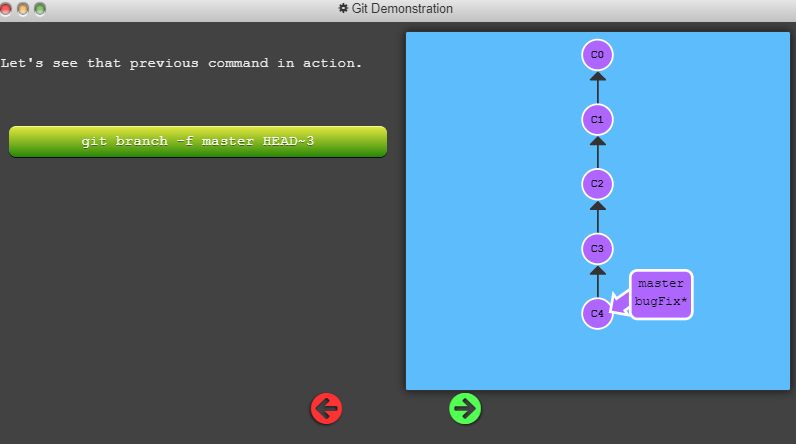 Git Demonstration
Let's see that previous command in action.
git branch -f master HEAD~3
C0
C1
C2
C3
C4
master
bugFix*